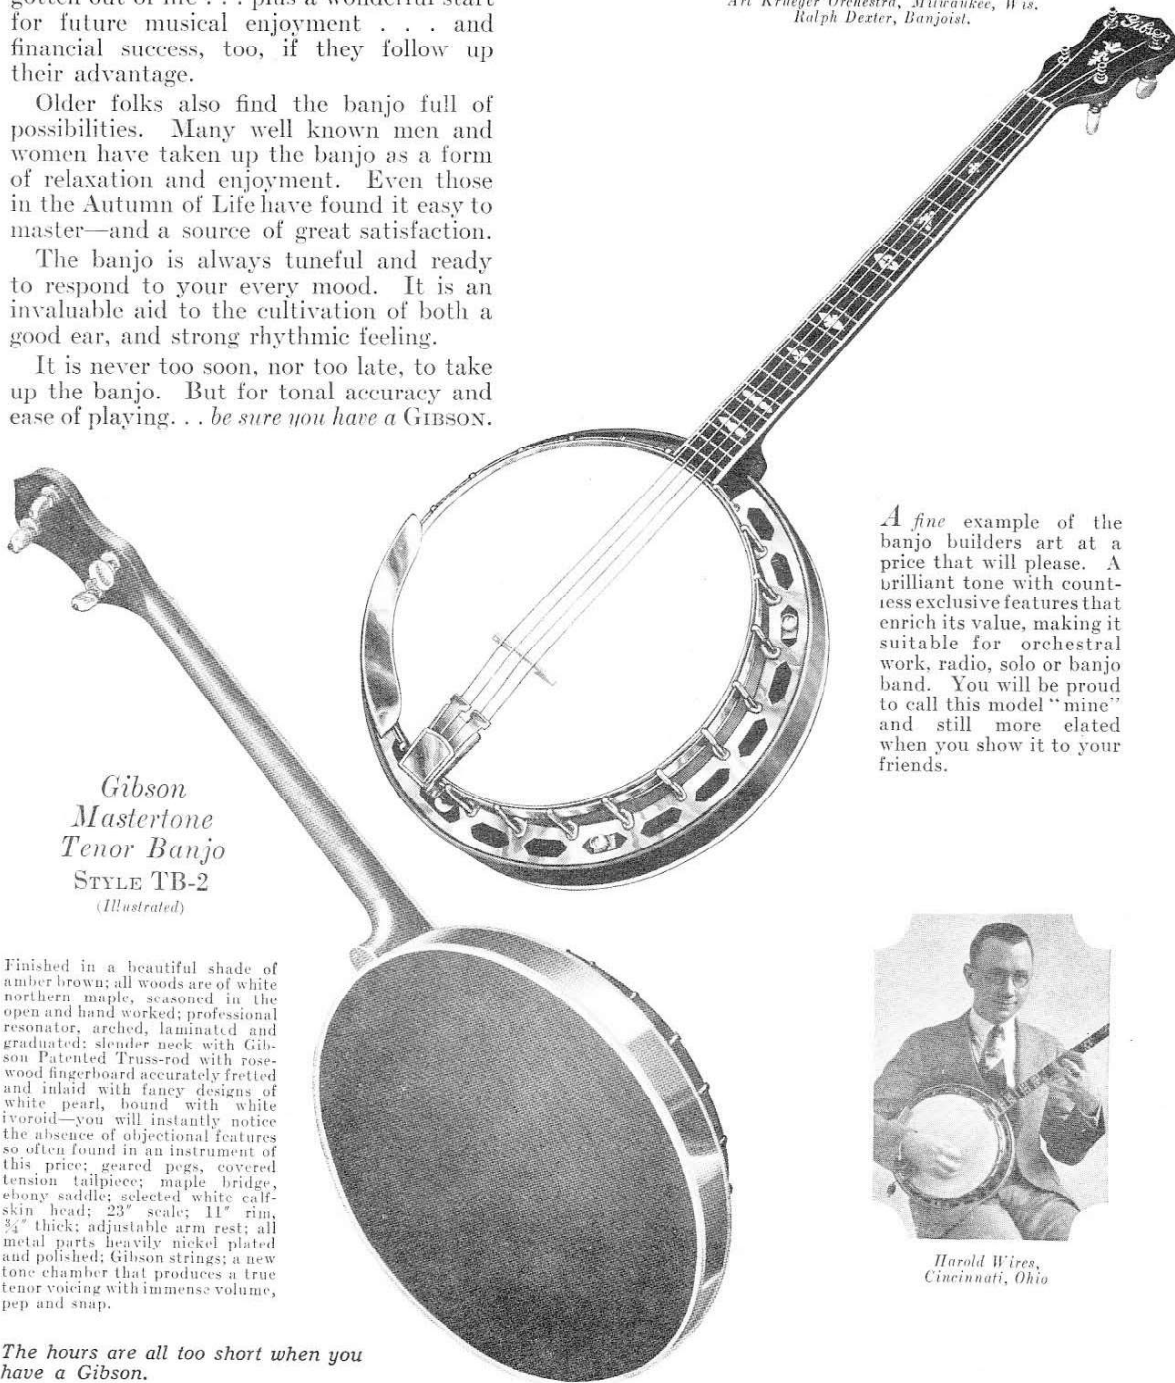 gotten out of life . . . plus a wonderful start
for future musical enjoyment . . . and
financial success, too, if they follow up
their advantage.
Older folks also find the banjo full of
possibilities. Many well known men and
women have taken up the banjo as a form
of relaxation and enjoyment. Even those
in the Autumn of Life have found it easy to
master—and a source of great satisfaction.
The banjo is always tuneful and ready
to respond to your every mood. It is an
invaluable aid to the cultivation of both a
good ear, and strong rhythmic feeling.
It is never too soon, nor too late, to take
up the banjo. But for tonal accuracy and
ease of playing. . . be sure you have a GIBSON.
Art Krueger Orchestra, Milwaukee, Wis.
Ralph Dexter, Banjoist.
Gibson
A fine example of the
banjo builders art at a
price that will please. A
brilliant tone with count-
less exclusive features that
enrich its value, making it
suitable for orchestral
work, radio, solo or banjo
band. You will be proud
to call this model "mine"
and still more elated
when you show it to your
friends.
Gibson
Mastertone
Tenor Banjo
STYLE TB-2
(Illustrated)
Finished in a beautiful shade of
amber brown; all woods are of white
northern maple, seasoned in the
open and hand worked; professional
resonator, arched, laminated and
graduated; slender neck with Gib-
son Patented Truss-rod with rose-
wood fingerboard accurately fretted
and inlaid with fancy designs of
white pearl, bound with white
ivoroid—you will instantly notice
the absence of objectional features
so often found in an instrument of
this price; geared pegs, covered
tension tailpiece; maple bridge,
ebony saddle; selected white calf-
skin head; 23" scale; 11" rim,
¾" thick; adjustable arm rest; all
metal parts heavily nickel plated
and polished; Gibson strings; a new
tone chamber that produces a true
tenor voicing with immense volume,
pep and snap.
The hours are all too short when you
have a Gibson.
Harold Wires,
Cincinnati, Ohio